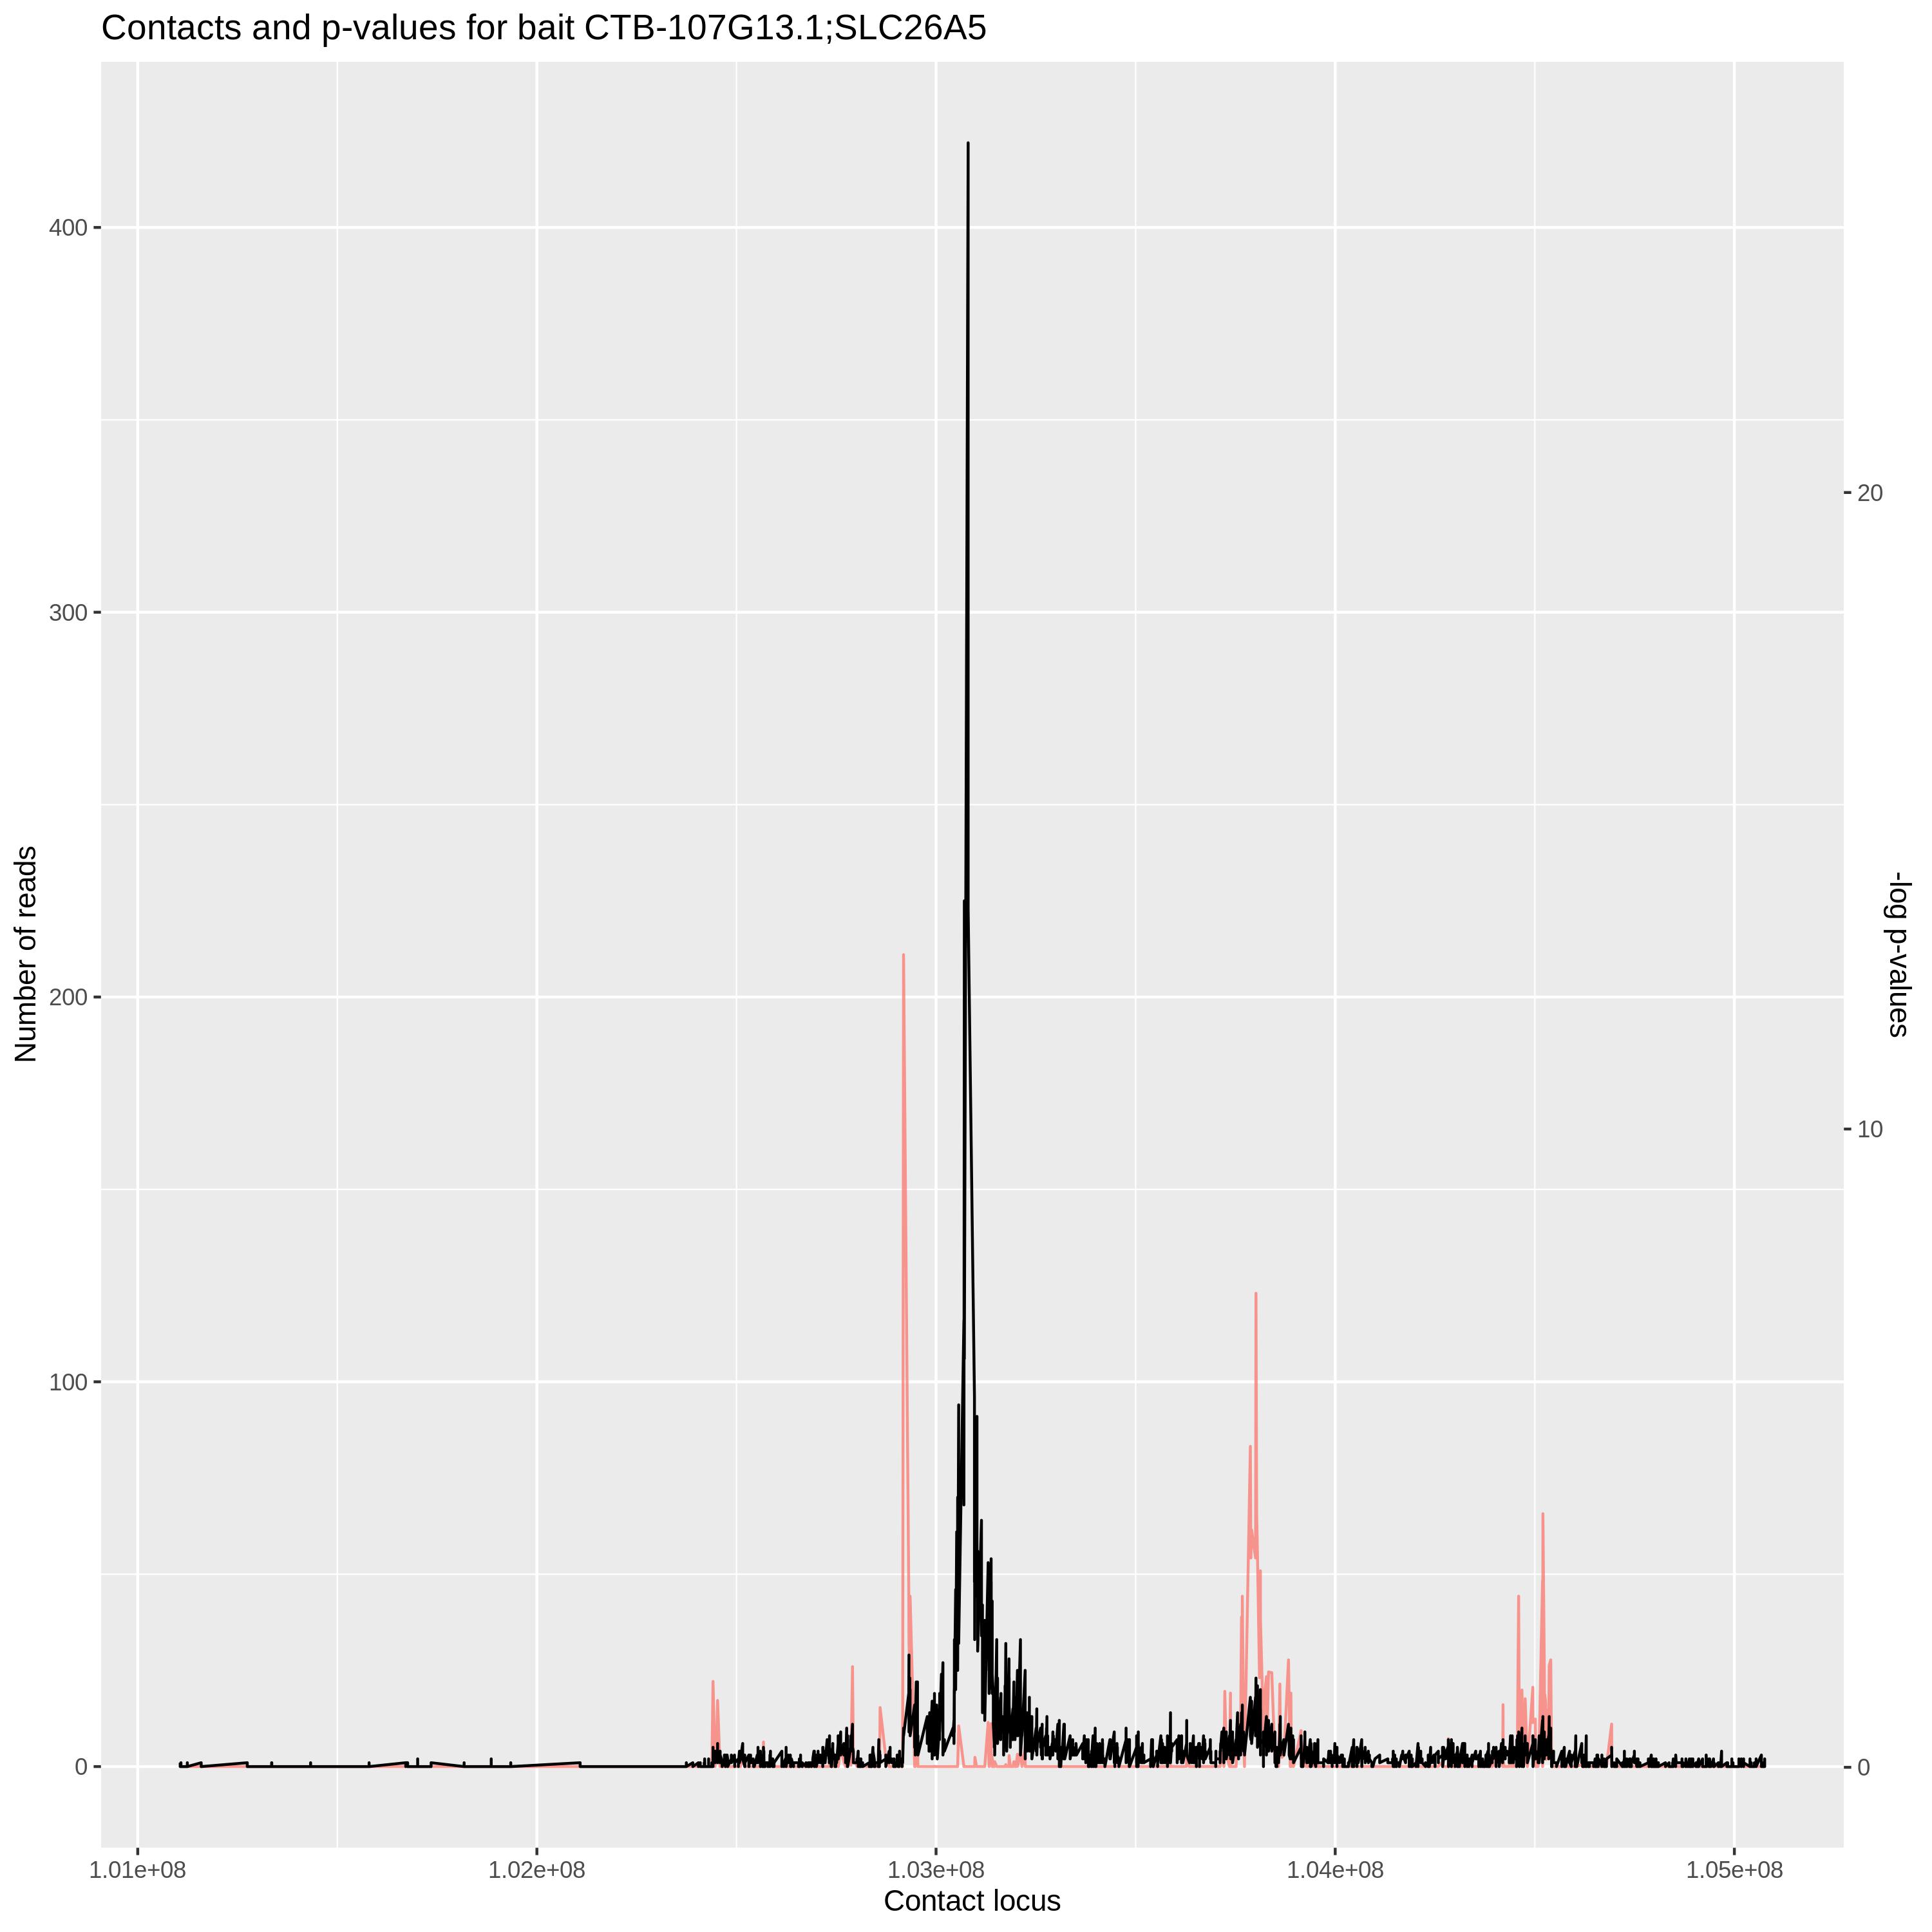 Contacts and p-values for bait CTB-107G13.1;SLC26A5
400
300
200
100
0
Number of reads
20
10
0
-log p-values
1.01e+08 1.02e+08 1.03e+08 1.04e+08 1.05e+08
Contact locus